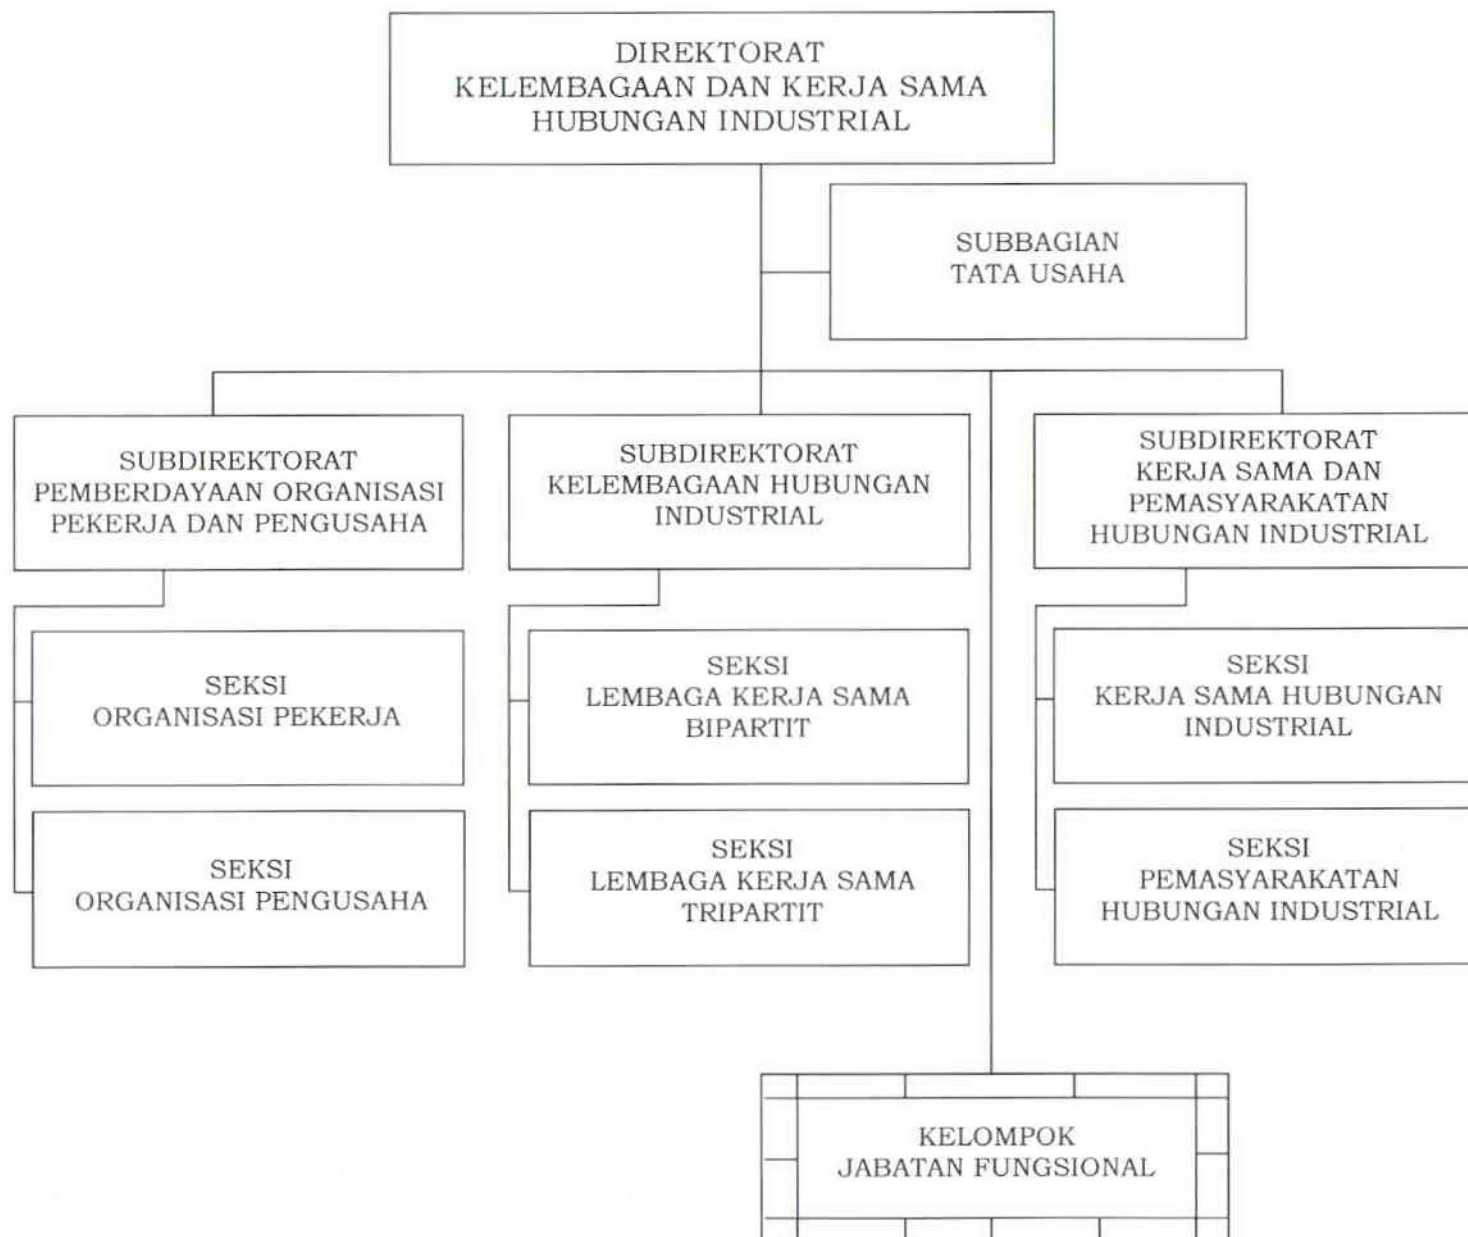 DIREKTORAT
KELEMBAGAAN DAN KERJA SAMA
HUBUNGAN INDUSTRIAL
SUBBAGIAN
TATA USAHA
SUBDIREKTORAT
PEMBERDAYAAN ORGANISASI
PEKERJA DAN PENGUSAHA
SUBDIREKTORAT
KELEMBAGAAN HUBUNGAN
INDUSTRIAL
SUBDIREKTORAT
KERJA SAMA DAN
PEMASYARAKATAN
HUBUNGAN INDUSTRIAL
SEKSI
ORGANISASI PEKERJA
SEKSI
LEMBAGA KERJA SAMA
BIPARTIT
SEKSI
KERJA SAMA HUBUNGAN
INDUSTRIAL
SEKSI
ORGANISASI PENGUSAHA
SEKSI
LEMBAGA KERJA SAMA
TRIPARTIT
SEKSI
PEMASYARAKATAN
HUBUNGAN INDUSTRIAL
KELOMPOK
JABATAN FUNGSIONAL